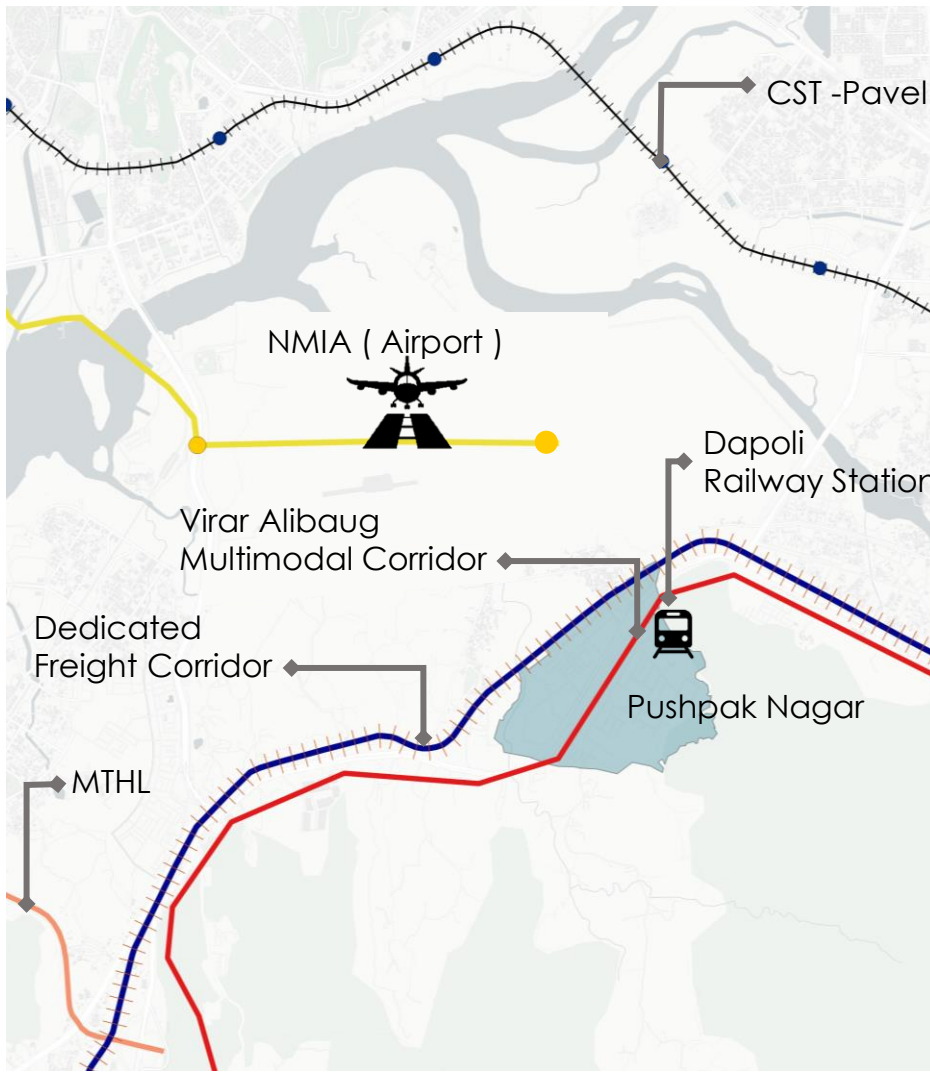 CST -Pavel
NMIA ( Airport )
Dapoli
Railway Station
Virar Alibaug
Multimodal Corridor
Dedicated
Freight Corridor
Pushpak Nagar
MTHL